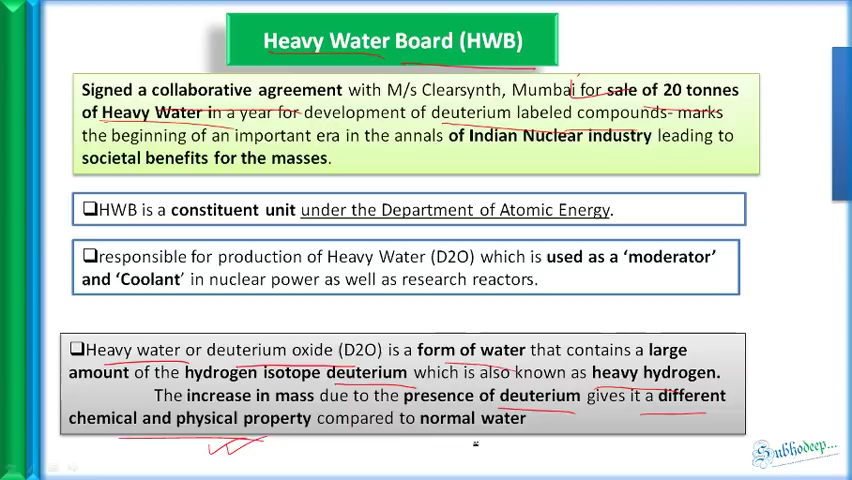 Heavy Water Board (HWB)
Signed a collaborative agreement with M/s Clearsynth, Mumbai for sale of 20 tonnes
of Heavy Water in a year for development of deuterium labeled compounds- marks
the beginning of an important era in the annals of Indian Nuclear industry leading to
societal benefits for the masses.
❑HWB is a constituent unit under the Department of Atomic Energy.
❑responsible for production of Heavy Water (D2O) which is used as a ‘moderator’
and ‘Coolant’ in nuclear power as well as research reactors.
❑Heavy water or deuterium oxide (D2O) is a form of water that contains a large
amount of the hydrogen isotope deuterium which is also known as heavy hydrogen.
The increase in mass due to the presence of deuterium gives it a different
chemical and physical property compared to normal water
Subhodeep...